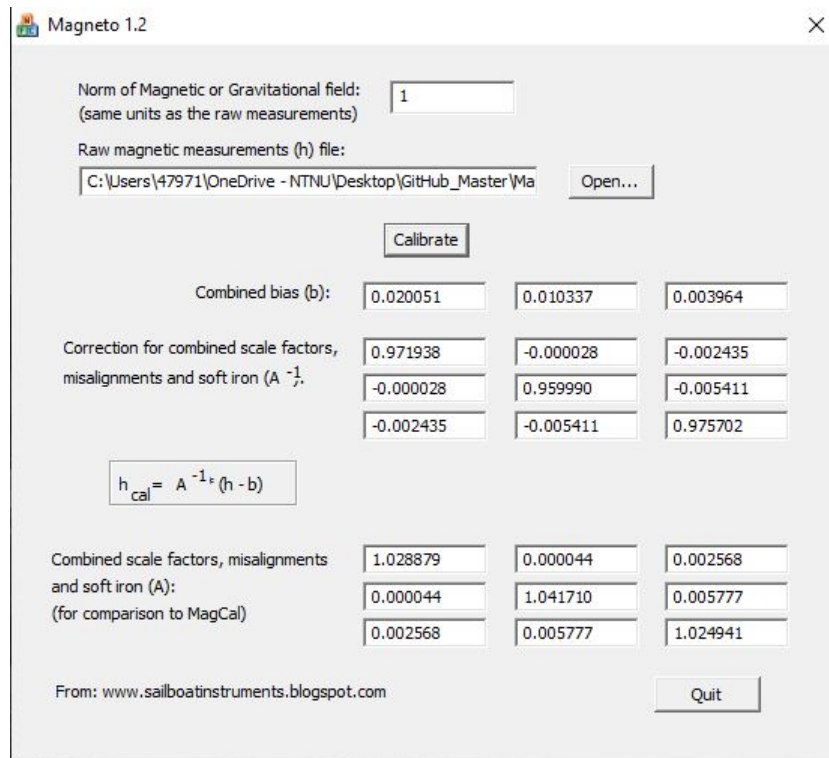 Magneto 1.2
Norm of Magnetic or Gravitational field:
(same units as the raw measurements)
1
Raw magnetic measurements (h) file:
C:\Users\47971\OneDrive - NTNU\Desktop\GitHub_Master\Ma
Open...
Calibrate
Combined bias (b): 0.020051 0.010337 0.003964
Correction for combined scale factors,
misalignments and soft iron (A -1).
0.971938 -0.000028 -0.002435
-0.000028 0.959990 -0.005411
-0.002435 -0.005411 0.975702
h cal = A -1 * (h - b)
Combined scale factors, misalignments
and soft iron (A):
(for comparison to MagCal)
1.028879 0.000044 0.002568
0.000044 1.041710 0.005777
0.002568 0.005777 1.024941
From: www.sailboatinstruments.blogspot.com
Quit